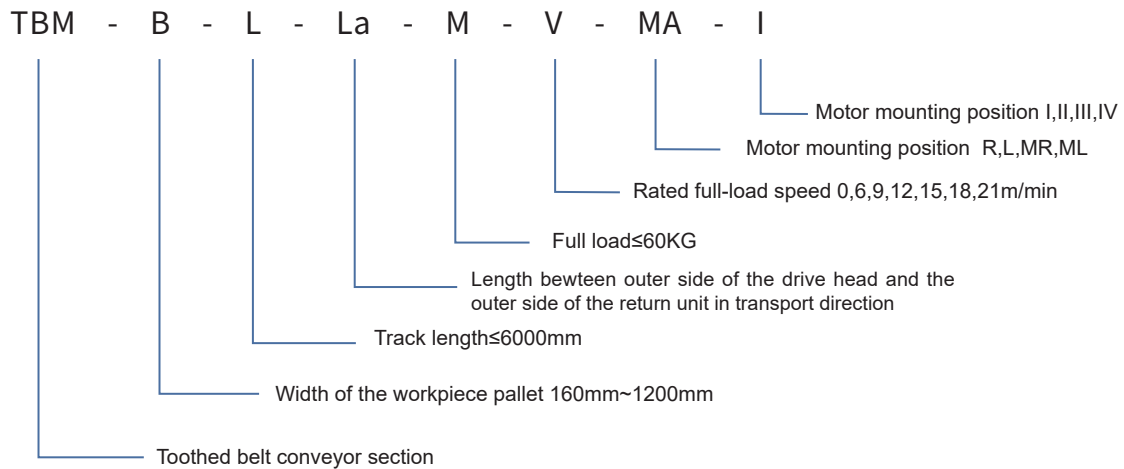 TBM - B - L - La - M - V - MA - I
Motor mounting position I,II,III,IV
Motor mounting position R,L,MR,ML
Rated full-load speed 0,6,9,12,15,18,21m/min
Full load≤60KG
Length bewteen outer side of the drive head and the
outer side of the return unit in transport direction
Track length≤6000mm
Width of the workpiece pallet 160mm~1200mm
Toothed belt conveyor section